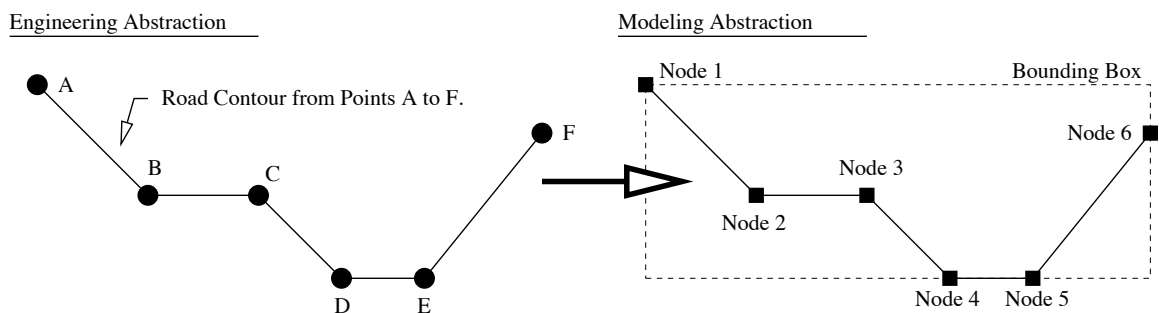 Engineering Abstraction
A
Road Contour from Points A to F.
B
C
D
E
F
Modeling Abstraction
Node 1
Bounding Box
Node 6
Node 3
Node 2
Node 4
Node 5